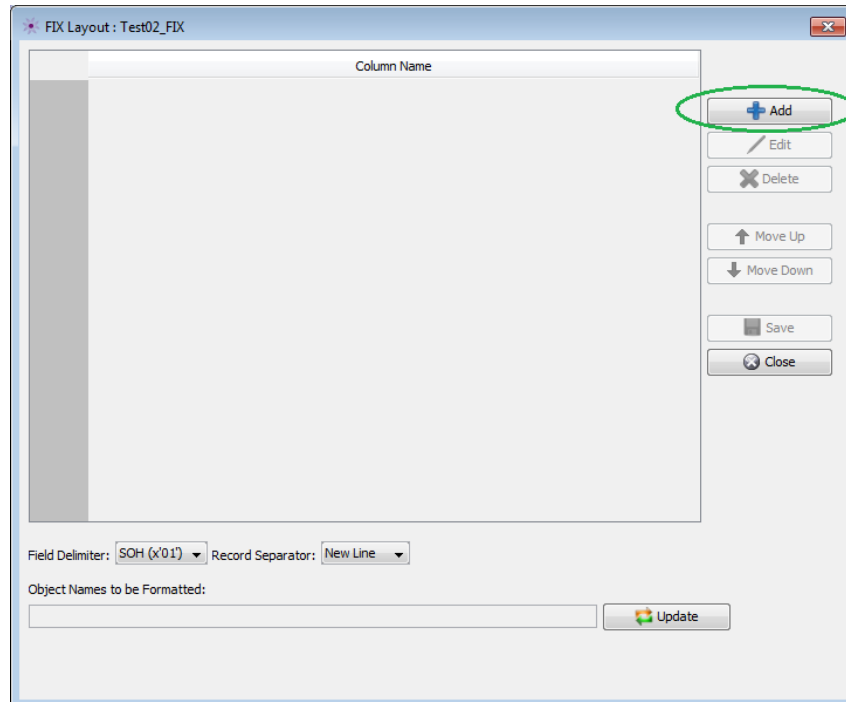 FIX Layout : Test02_FIX
Column Name
Add
Edit
Delete
Move Up
Move Down
Save
Close
Field Delimiter: SOH (x'01') Record Separator: New Line
Object Names to be Formatted:
Update